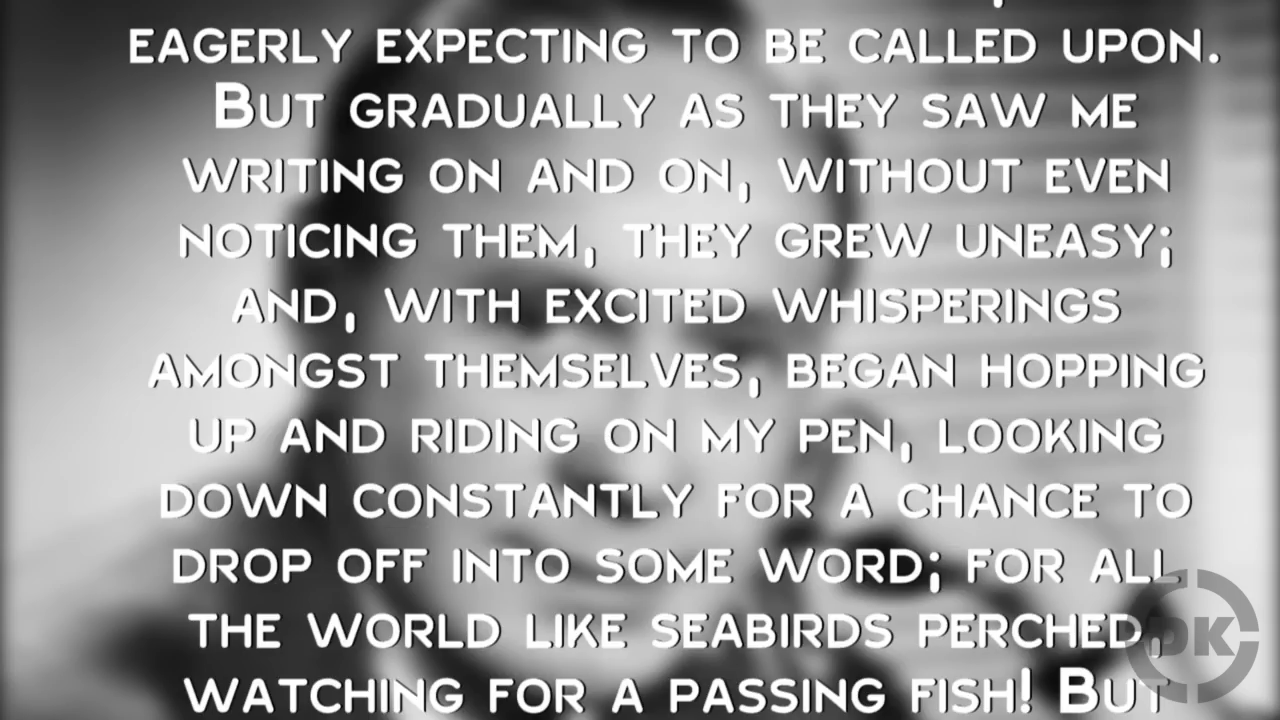 EAGERLY EXPECTING TO BE CALLED UPON.
BUT GRADUALLY AS THEY SAW ME
WRITING ON AND ON, WITHOUT EVEN
NOTICING THEM, THEY GREW UNEASY;
AND, WITH EXCITED WHISPERINGS
AMONGST THEMSELVES, BEGAN HOPPING
UP AND RIDING ON MY PEN, LOOKING
DOWN CONSTANTLY FOR A CHANCE TO
DROP OFF INTO SOME WORD; FOR ALL
THE WORLD LIKE SEABIRDS PERCHED,
WATCHING FOR A PASSING FISH! BUT
DK